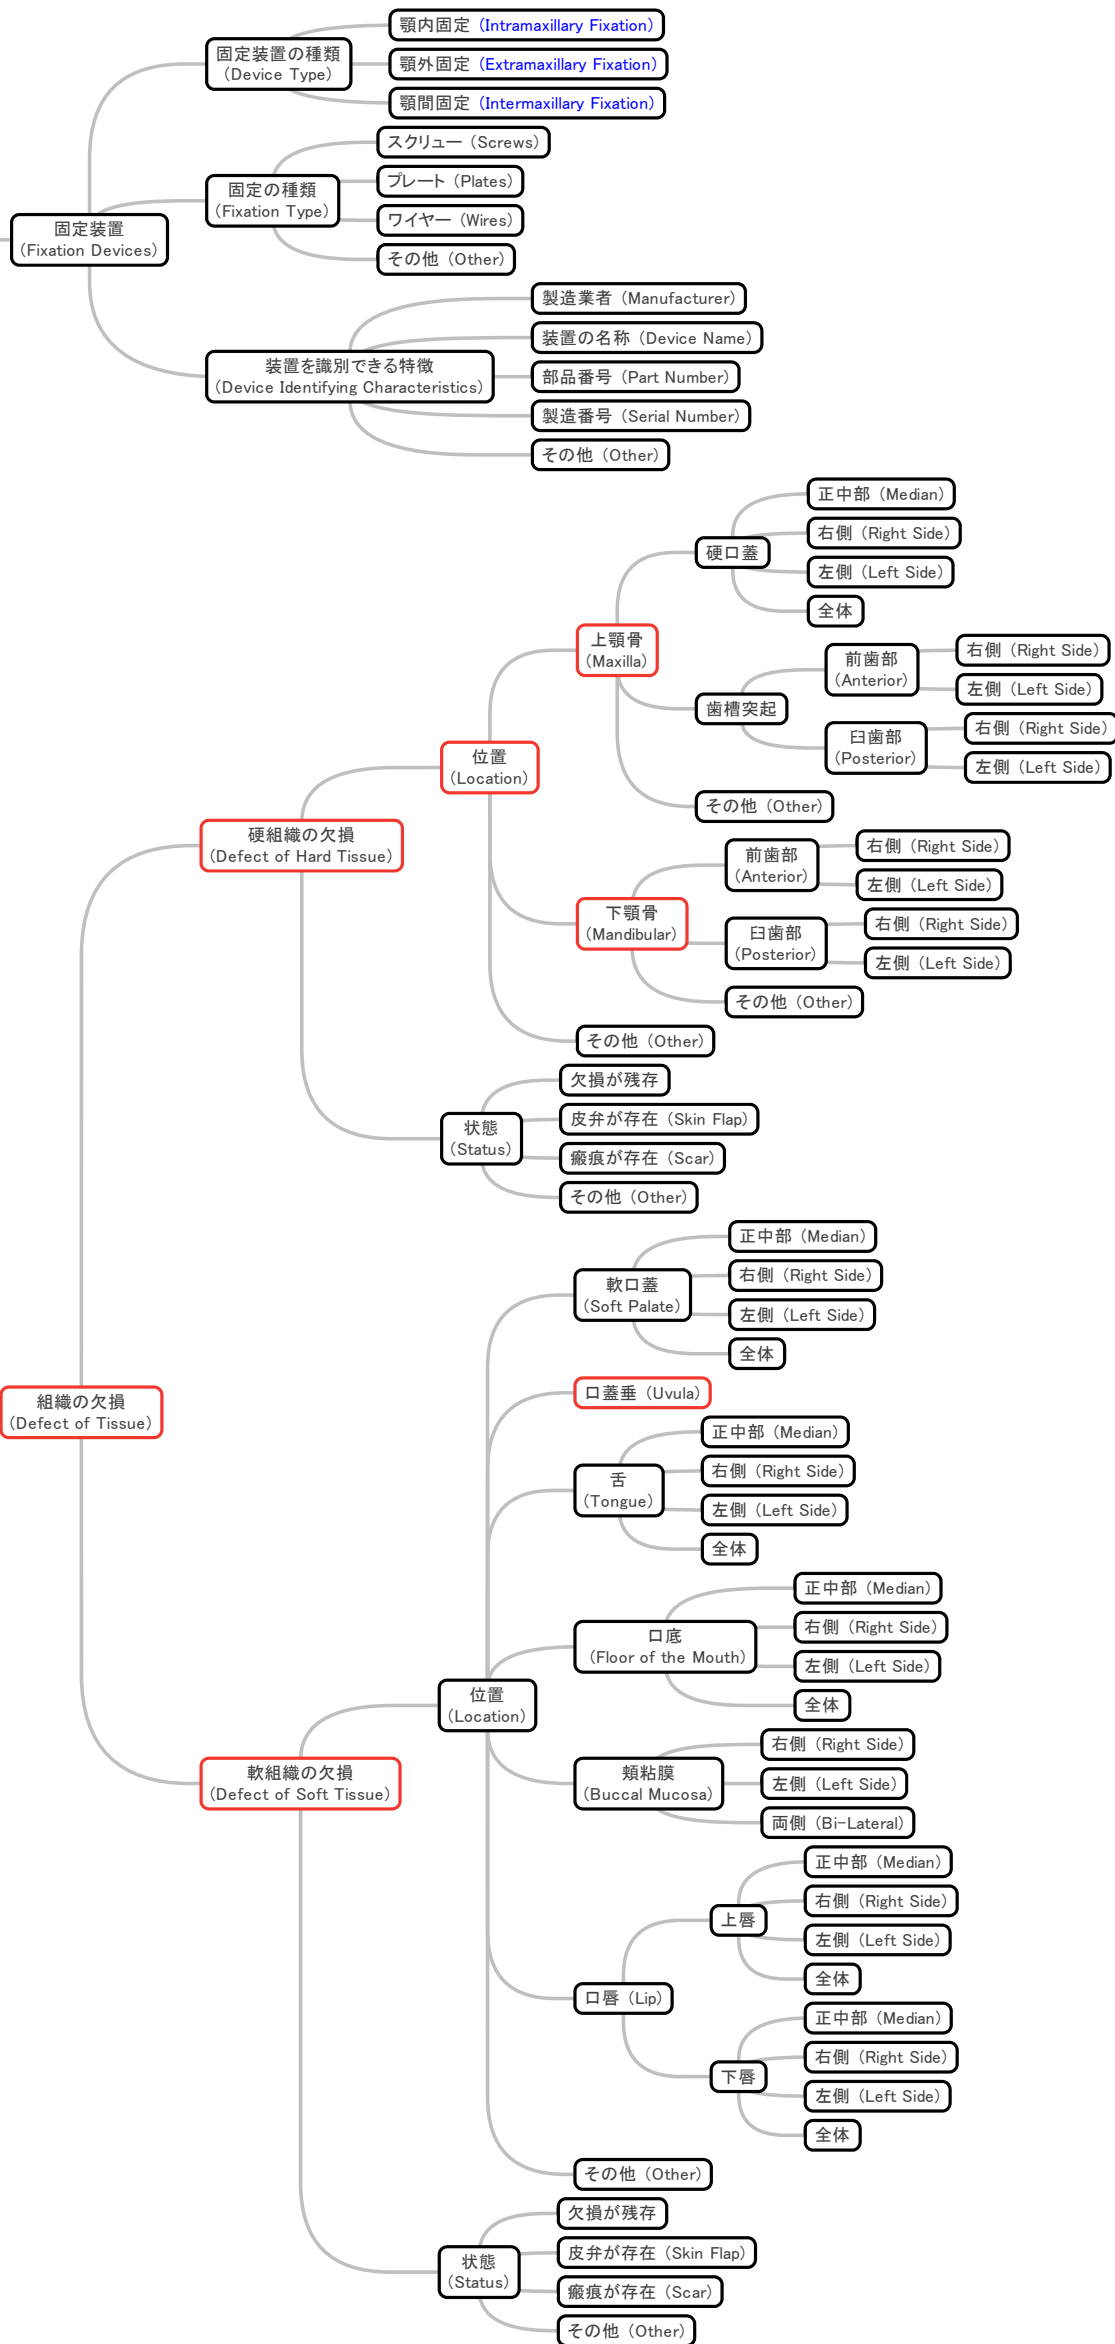 顎内固定 (Intramaxillary Fixation)
固定装置の種類
(Device Type)
顎外固定 (Extramaxillary Fixation)
顎間固定 (Intermaxillary Fixation)
スクリュー (Screws)
プレート (Plates)
固定の種類
(Fixation Type)
ワイヤー (Wires)
その他 (Other)
固定装置
(Fixation Devices)
製造業者 (Manufacturer)
装置の名称 (Device Name)
装置を識別できる特徴
(Device Identifying Characteristics)
部品番号 (Part Number)
製造番号 (Serial Number)
その他 (Other)
正中部 (Median)
右側 (Right Side)
硬口蓋
左側 (Left Side)
全体
上顎骨
(Maxilla)
右側 (Right Side)
前歯部
(Anterior)
左側 (Left Side)
歯槽突起
右側 (Right Side)
臼歯部
(Posterior)
左側 (Left Side)
位置
(Location)
その他 (Other)
硬組織の欠損
(Defect of Hard Tissue)
右側 (Right Side)
前歯部
(Anterior)
左側 (Left Side)
下顎骨
(Mandibular)
右側 (Right Side)
臼歯部
(Posterior)
左側 (Left Side)
その他 (Other)
その他 (Other)
欠損が残存
皮弁が存在 (Skin Flap)
状態
(Status)
瘢痕が存在 (Scar)
その他 (Other)
正中部 (Median)
右側 (Right Side)
軟口蓋
(Soft Palate)
左側 (Left Side)
全体
組織の欠損
(Defect of Tissue)
口蓋垂 (Uvula)
正中部 (Median)
右側 (Right Side)
舌
(Tongue)
左側 (Left Side)
全体
正中部 (Median)
右側 (Right Side)
口底
(Floor of the Mouth)
左側 (Left Side)
全体
位置
(Location)
右側 (Right Side)
頬粘膜
(Buccal Mucosa)
左側 (Left Side)
両側 (Bi-Lateral)
軟組織の欠損
(Defect of Soft Tissue)
正中部 (Median)
右側 (Right Side)
上唇
左側 (Left Side)
全体
口唇 (Lip)
正中部 (Median)
右側 (Right Side)
下唇
左側 (Left Side)
全体
その他 (Other)
欠損が残存
皮弁が存在 (Skin Flap)
状態
(Status)
瘢痕が存在 (Scar)
その他 (Other)